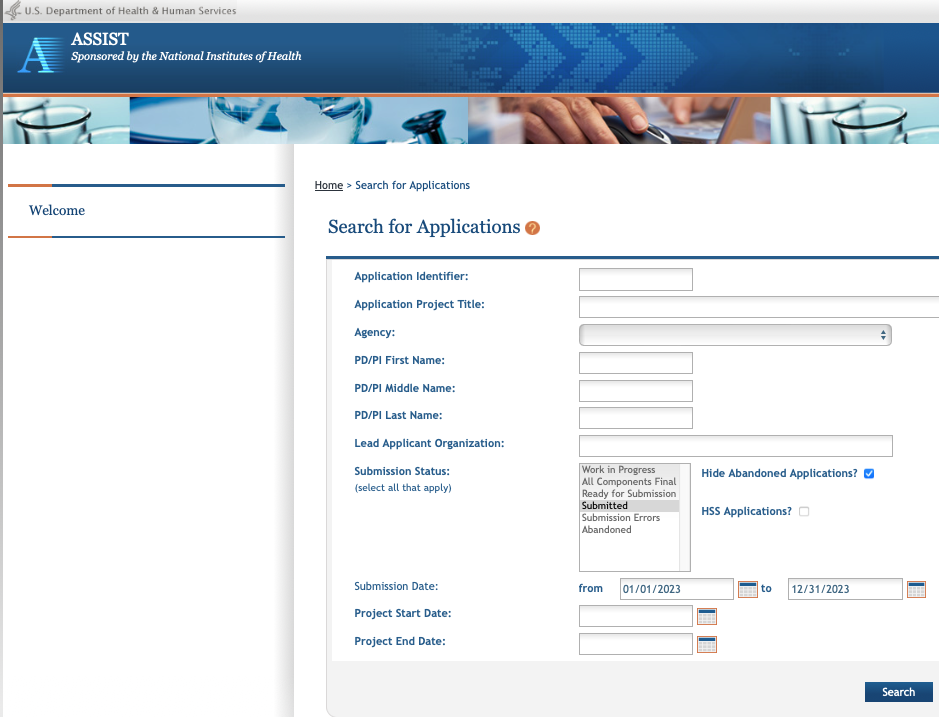 U.S. Department of Health & Human Services
A
ASSIST
Sponsored by the National Institutes of Health
Welcome
Home > Search for Applications
Search for Applications ?
Application Identifier:
Application Project Title:
Agency:
PD/PI First Name:
PD/PI Middle Name:
PD/PI Last Name:
Lead Applicant Organization:
Submission Status:
(select all that apply)
Work in Progress
All Components Final
Ready for Submission
Submitted
Submission Errors
Abandoned
Hide Abandoned Applications?
HSS Applications?
Submission Date: from 01/01/2023 to 12/31/2023
Project Start Date:
Project End Date:
Search